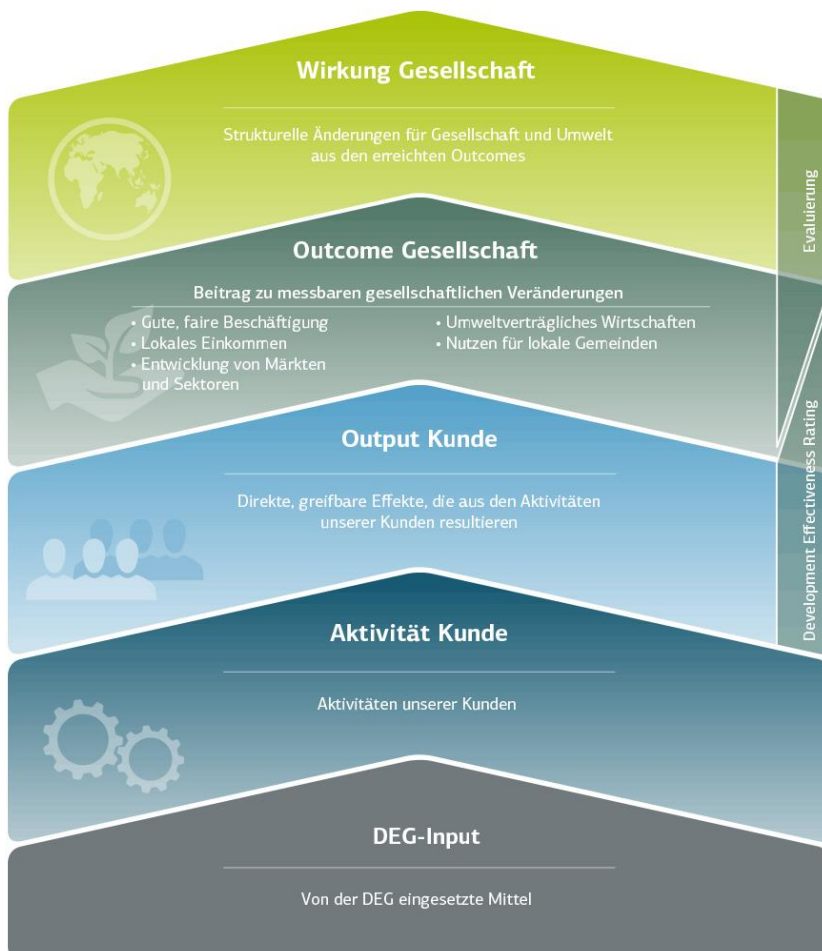 Wirkung Gesellschaft
Strukturelle Änderungen für Gesellschaft und Umwelt
aus den erreichten Outcomes
Evaluierung
Outcome Gesellschaft
Beitrag zu messbaren gesellschaftlichen Veränderungen
• Gute, faire Beschäftigung
• Lokales Einkommen
• Entwicklung von Märkten
und Sektoren
• Umweltverträgliches Wirtschaften
• Nutzen für lokale Gemeinden
Development Effectiveness Rating
Output Kunde
Direkte, greifbare Effekte, die aus den Aktivitäten
unserer Kunden resultieren
Aktivität Kunde
Aktivitäten unserer Kunden
DEG-Input
Von der DEG eingesetzte Mittel